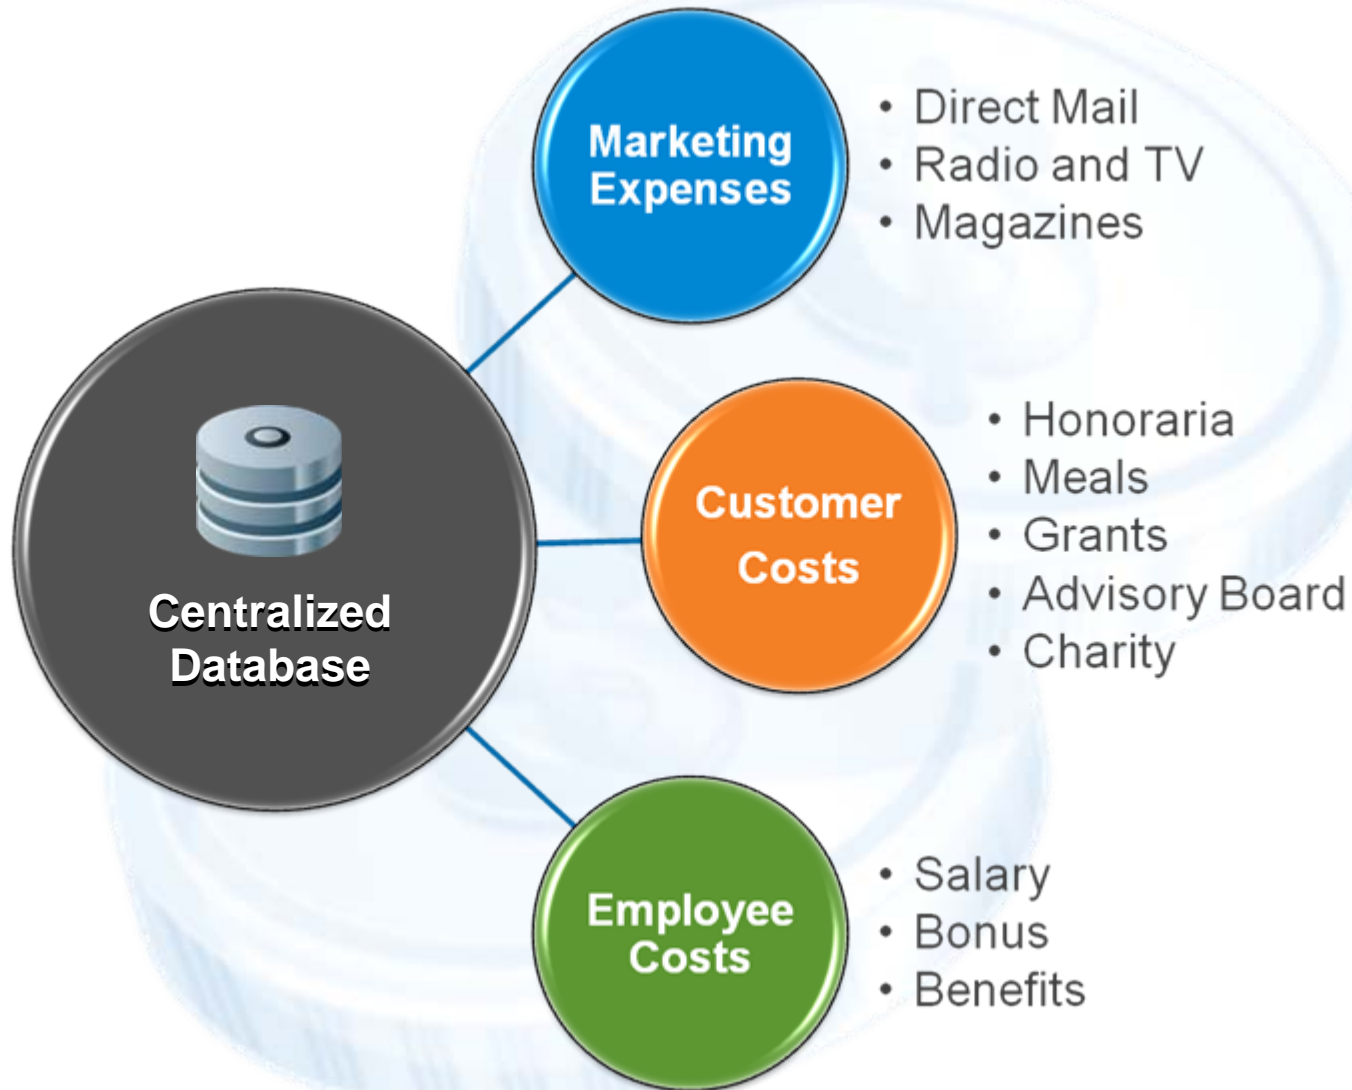 Marketing
Expenses
• Direct Mail
• Radio and TV
• Magazines
Centralized
Database
Customer
Costs
• Honoraria
• Meals
• Grants
• Advisory Board
• Charity
Employee
Costs
• Salary
• Bonus
• Benefits